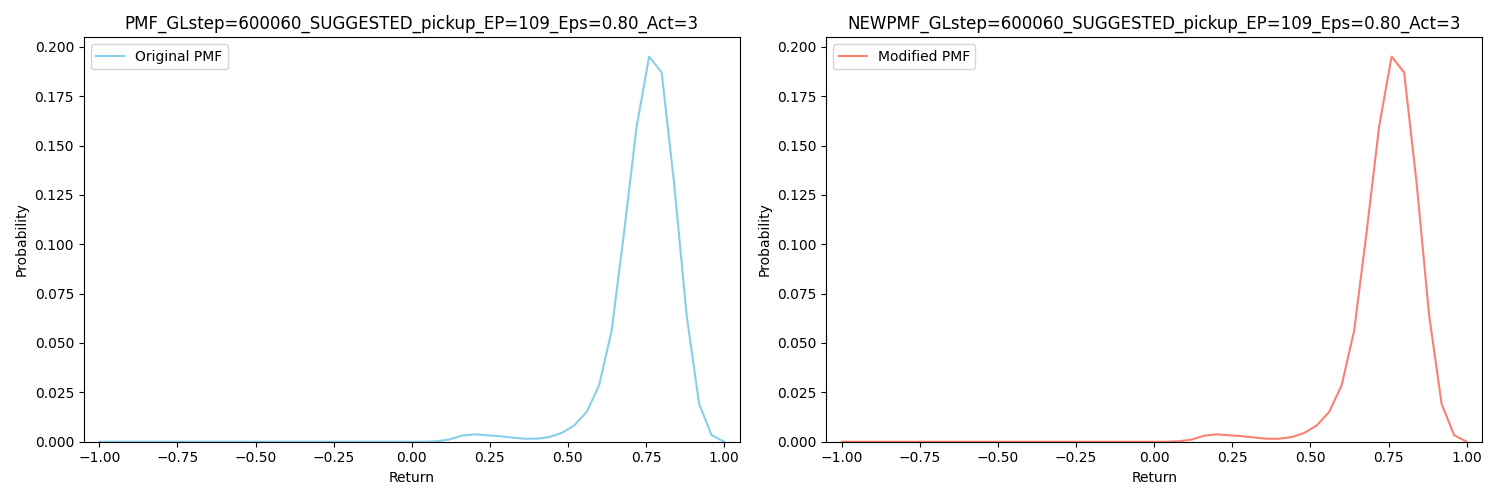 PMF_GLstep=600060_SUGGESTED_pickup_EP=109_Eps=0.80_Act=3
Original PMF
0.200
0.175
0.150
0.125
0.100
0.075
0.050
0.025
0.000
Probability
−1.00 −0.75 −0.50 −0.25 0.00 0.25 0.50 0.75 1.00
Return
NEWPMF_GLstep=600060_SUGGESTED_pickup_EP=109_Eps=0.80_Act=3
Modified PMF
0.200
0.175
0.150
0.125
0.100
0.075
0.050
0.025
0.000
Probability
−1.00 −0.75 −0.50 −0.25 0.00 0.25 0.50 0.75 1.00
Return